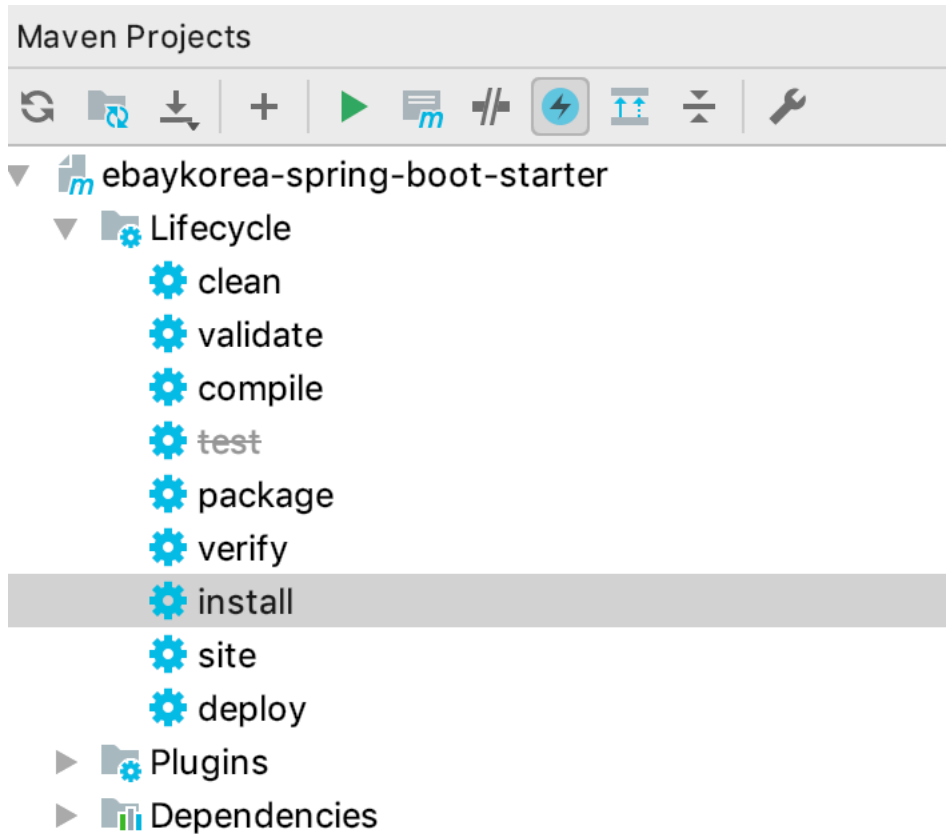 Maven Projects
ebaykorea-spring-boot-starter
Lifecycle
clean
validate
compile
test
package
verify
install
site
deploy
Plugins
Dependencies